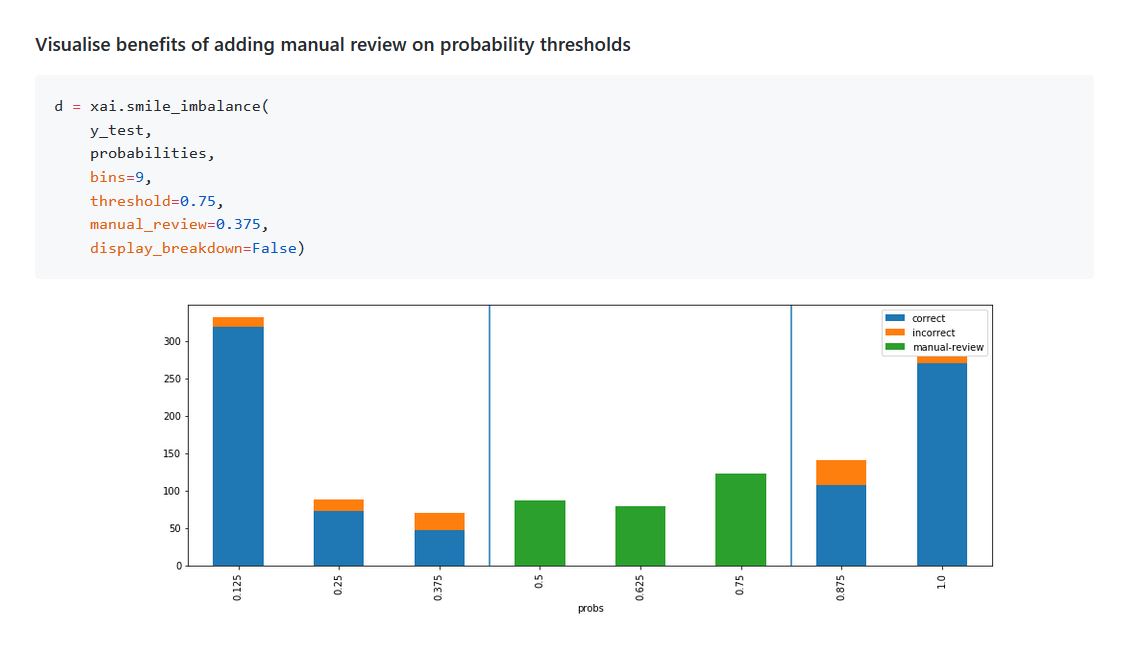 Visualise benefits of adding manual review on probability thresholds
d = xai.smile_imbalance(
y_test,
probabilities,
bins=9,
threshold=0.75,
manual_review=0.375,
display_breakdown=False)
correct
incorrect
manual-review
300
250
200
150
100
50
0
0.125
0.25
0.375
0.5
0.625
0.75
0.875
1.0
probs